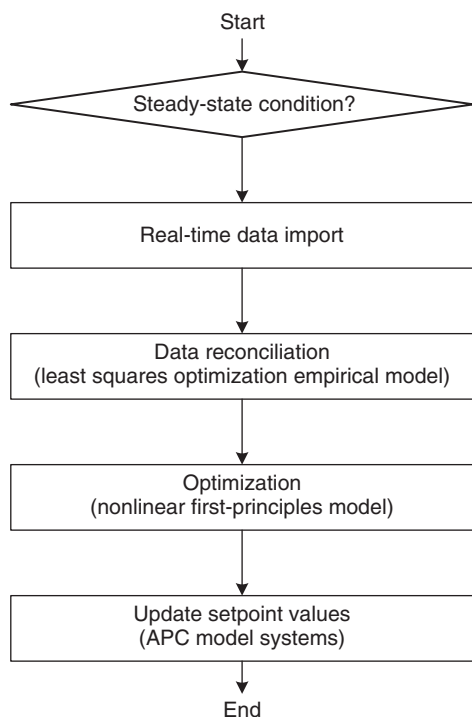 Start
Steady-state condition?
Real-time data import
Data reconciliation
(least squares optimization empirical model)
Optimization
(nonlinear first-principles model)
Update setpoint values
(APC model systems)
End